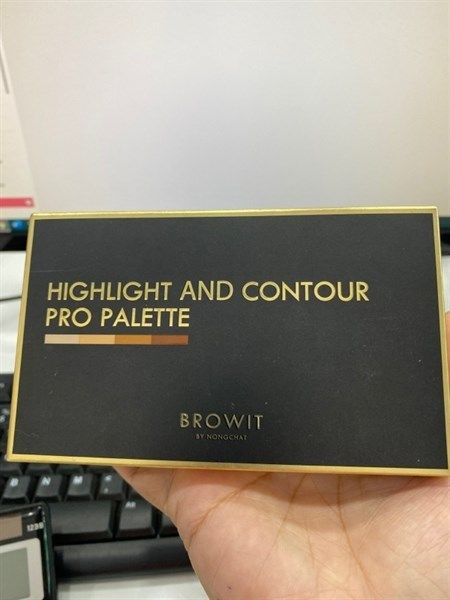 HIGHLIGHT AND CONTOUR
PRO PALETTE
BROWIT
BY NONGCHAT